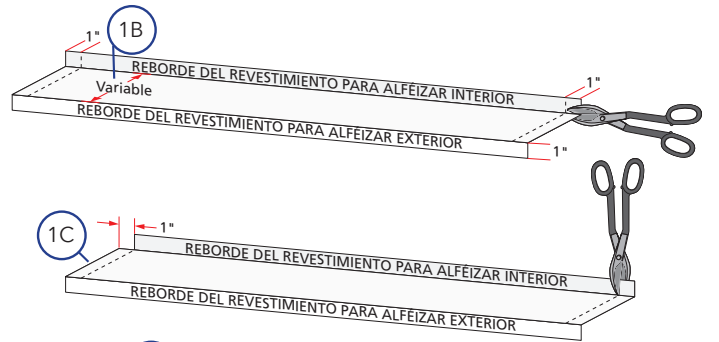 1"
1B
REBORDE DEL REVESTIMIENTO PARA ALFÉIZAR INTERIOR
1"
Variable
REBORDE DEL REVESTIMIENTO PARA ALFÉIZAR EXTERIOR
1"
1C
1"
REBORDE DEL REVESTIMIENTO PARA ALFÉIZAR INTERIOR
REBORDE DEL REVESTIMIENTO PARA ALFÉIZAR EXTERIOR